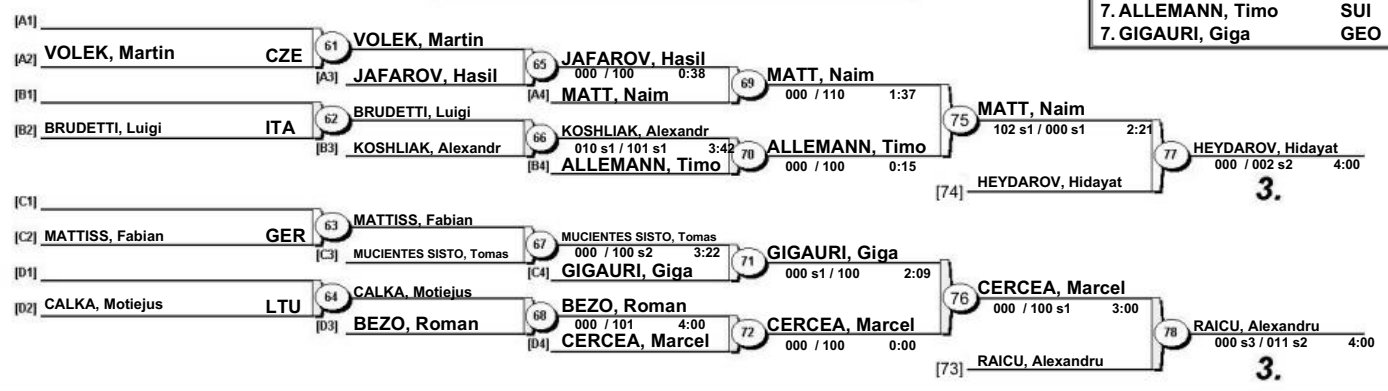 7. ALLEMANN, Timo SUI
7. GIGAURI, Giga GEO
[A1]
[A2] VOLEK, Martin CZE
61
VOLEK, Martin
[A3] JAFAROV, Hasil
65
JAFAROV, Hasil
000 / 100 0:38
[A4] MATT, Naim
69
MATT, Naim
000 / 110 1:37
[B1]
[B2] BRUDETTI, Luigi ITA
62
BRUDETTI, Luigi
[B3] KOSHLIAK, Alexandr
66
KOSHLIAK, Alexandr
010 s1 / 101 s1 3:42
[B4] ALLEMANN, Timo
70
ALLEMANN, Timo
000 / 100 0:15
75
MATT, Naim
102 s1 / 000 s1 2:21
[74] HEYDAROV, Hidayat
77
HEYDAROV, Hidayat
000 / 002 s2 4:00
3.
[C1]
[C2] MATTISS, Fabian GER
63
MATTISS, Fabian
[C3] MUCIENTES SISTO, Tomas
67
MUCIENTES SISTO, Tomas
000 / 100 s2 3:22
[C4] GIGAURI, Giga
71
GIGAURI, Giga
000 s1 / 100 2:09
[D1]
[D2] CALKA, Motiejus LTU
64
CALKA, Motiejus
[D3] BEZO, Roman
68
BEZO, Roman
000 / 101 4:00
[D4] CERCEA, Marcel
72
CERCEA, Marcel
000 / 100 0:00
76
CERCEA, Marcel
000 / 100 s1 3:00
[73] RAICU, Alexandru
78
RAICU, Alexandru
000 s3 / 011 s2 4:00
3.